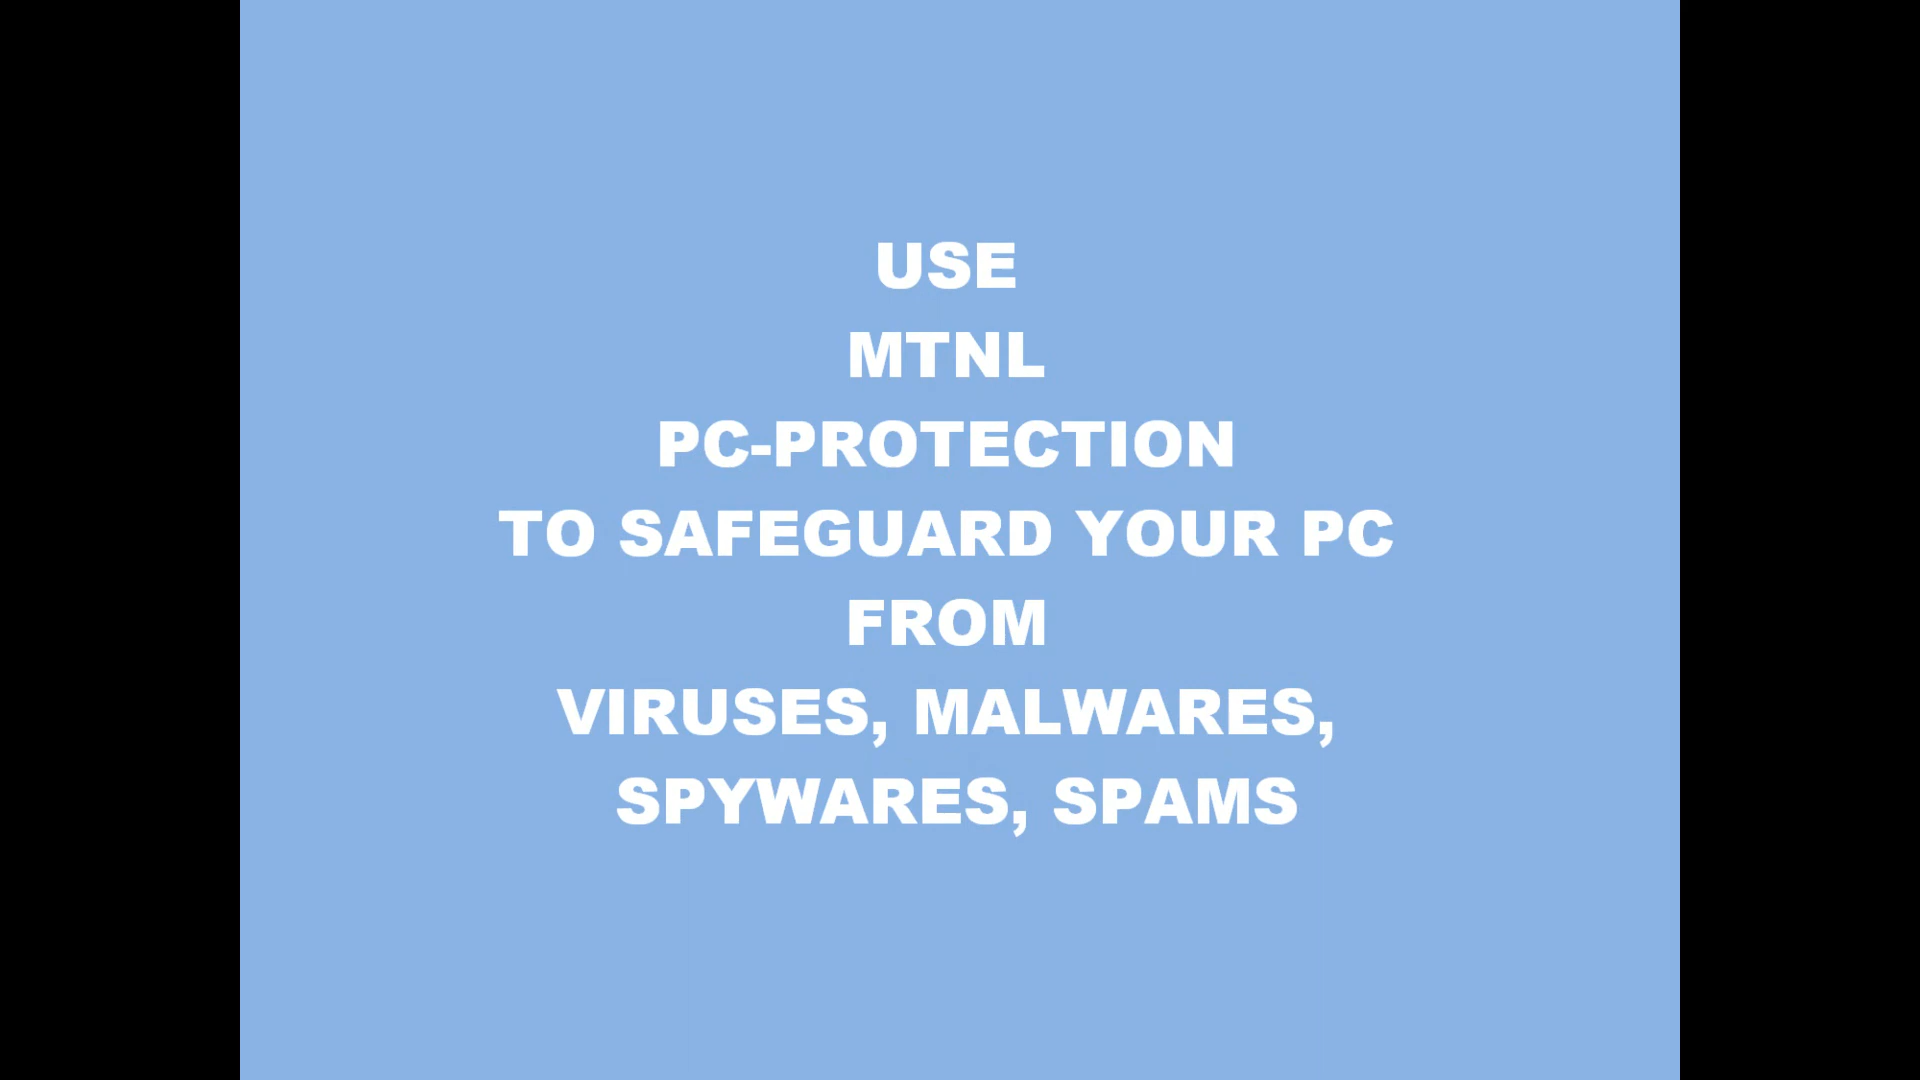 USE
MTNL
PC-PROTECTION
TO SAFEGUARD YOUR PC
FROM
VIRUSES, MALWARES,
SPYWARES, SPAMS